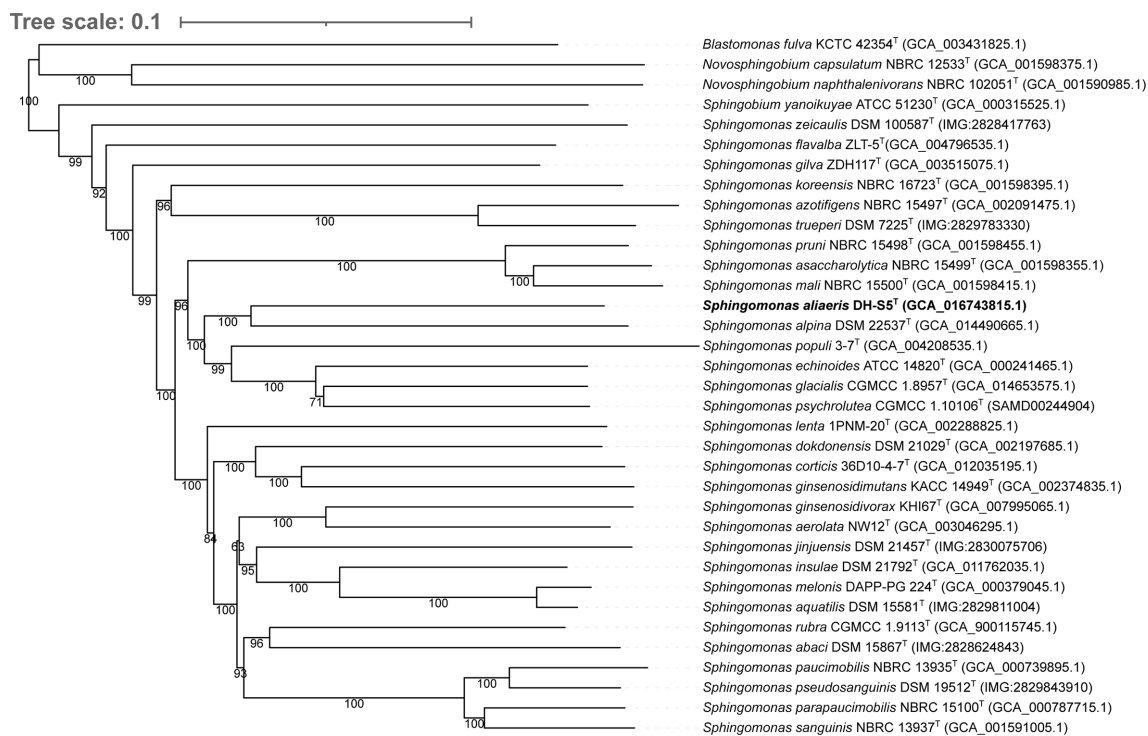 Tree scale: 0.1
Blastomonas fulva KCTC 42354T (GCA_003431825.1)
Novosphingobium capsulatum NBRC 12533T (GCA_001598375.1)
100
Novosphingobium naphthalenivorans NBRC 102051T (GCA_001590985.1)
100
Sphingobium yanoikuyae ATCC 51230T (GCA_000315525.1)
Sphingomonas zeicaulis DSM 100587T (IMG:2828417763)
Sphingomonas flavalba ZLT-5T(GCA_004796535.1)
99
Sphingomonas gilva ZDH117T (GCA_003515075.1)
Sphingomonas koreensis NBRC 16723T (GCA_001598395.1)
92
96
Sphingomonas azotifigens NBRC 15497T (GCA_002091475.1)
100
Sphingomonas trueperi DSM 7225T (IMG:2829783330)
100
Sphingomonas pruni NBRC 15498T (GCA_001598455.1)
100
Sphingomonas asaccharolytica NBRC 15499T (GCA_001598355.1)
100
Sphingomonas mali NBRC 15500T (GCA_001598415.1)
99
96
Sphingomonas aliaeris DH-S5T (GCA_016743815.1)
100
Sphingomonas alpina DSM 22537T (GCA_014490665.1)
100
Sphingomonas populi 3-7T (GCA_004208535.1)
99
Sphingomonas echinoides ATCC 14820T (GCA_000241465.1)
100
Sphingomonas glacialis CGMCC 1.8957T (GCA_014653575.1)
100
71
Sphingomonas psychrolutea CGMCC 1.10106T (SAMD00244904)
Sphingomonas lenta 1PNM-20T (GCA_002288825.1)
Sphingomonas dokdonensis DSM 21029T (GCA_002197685.1)
100
Sphingomonas corticis 36D10-4-7T (GCA_012035195.1)
100
100
Sphingomonas ginsenosidimutans KACC 14949T (GCA_002374835.1)
Sphingomonas ginsenosidivorax KHI67T (GCA_007995065.1)
100
Sphingomonas aerolata NW12T (GCA_003046295.1)
84
63
Sphingomonas jinjuensis DSM 21457T (IMG:2830075706)
95
Sphingomonas insulae DSM 21792T (GCA_011762035.1)
100
Sphingomonas melonis DAPP-PG 224T (GCA_000379045.1)
100
100
Sphingomonas aquatilis DSM 15581T (IMG:2829811004)
Sphingomonas rubra CGMCC 1.9113T (GCA_900115745.1)
96
Sphingomonas abaci DSM 15867T (IMG:2828624843)
93
Sphingomonas paucimobilis NBRC 13935T (GCA_000739895.1)
100
Sphingomonas pseudosanguinis DSM 19512T (IMG:2829843910)
100
Sphingomonas parapaucimobilis NBRC 15100T (GCA_000787715.1)
100
Sphingomonas sanguinis NBRC 13937T (GCA_001591005.1)